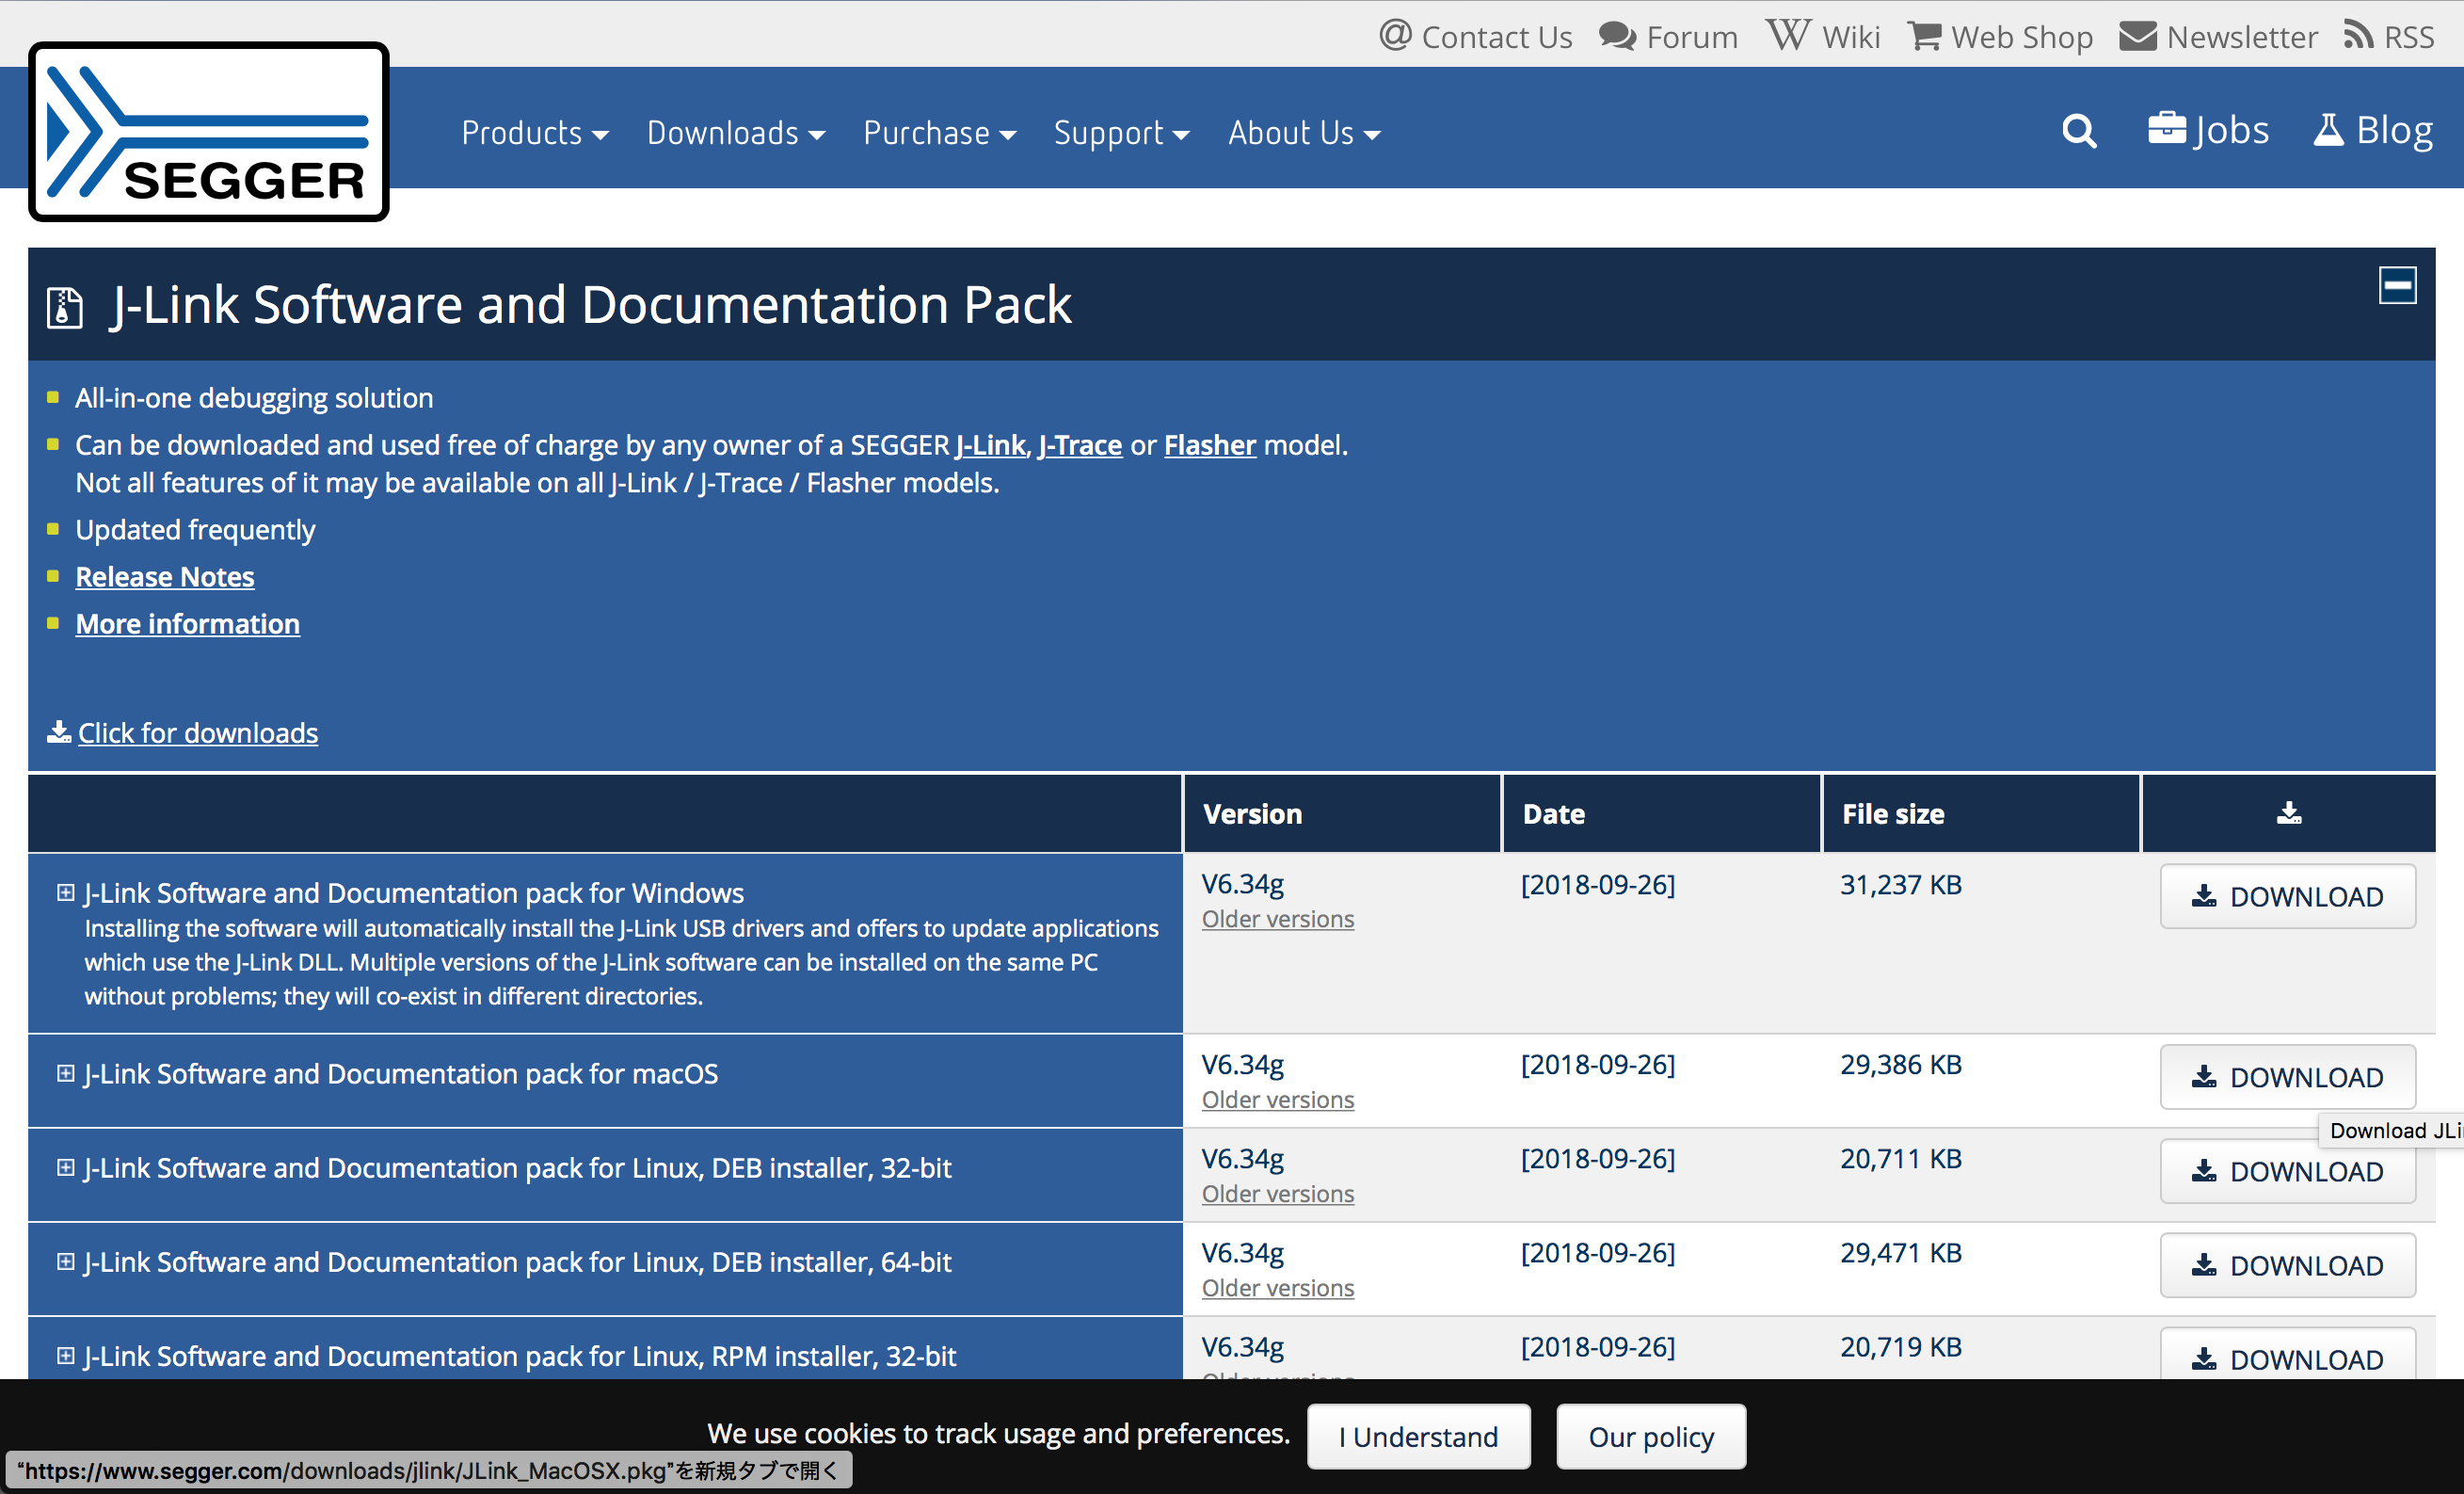 Contact Us Forum Wiki Web Shop Newsletter RSS
SEGGER
Products Downloads Purchase Support About Us Jobs Blog
J-Link Software and Documentation Pack
All-in-one debugging solution
Can be downloaded and used free of charge by any owner of a SEGGER J-Link, J-Trace or Flasher model.
Not all features of it may be available on all J-Link / J-Trace / Flasher models.
Updated frequently
Release Notes
More information
Click for downloads
Version Date File size
J-Link Software and Documentation pack for Windows V6.34g [2018-09-26] 31,237 KB DOWNLOAD
Older versions
Installing the software will automatically install the J-Link USB drivers and offers to update applications
which use the J-Link DLL. Multiple versions of the J-Link software can be installed on the same PC
without problems; they will co-exist in different directories.
J-Link Software and Documentation pack for macOS V6.34g [2018-09-26] 29,386 KB DOWNLOAD
Older versions
Download JLi
J-Link Software and Documentation pack for Linux, DEB installer, 32-bit V6.34g [2018-09-26] 20,711 KB DOWNLOAD
Older versions
J-Link Software and Documentation pack for Linux, DEB installer, 64-bit V6.34g [2018-09-26] 29,471 KB DOWNLOAD
Older versions
J-Link Software and Documentation pack for Linux, RPM installer, 32-bit V6.34g [2018-09-26] 20,719 KB DOWNLOAD
We use cookies to track usage and preferences. I Understand Our policy
“https://www.segger.com/downloads/jlink/JLink_MacOSX.pkg”を新規タブで開く